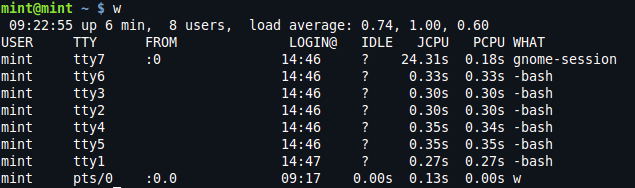 mint@mint ~ $ w
 09:22:55 up 6 min,  8 users,  load average: 0.74, 1.00, 0.60
USER     TTY      FROM              LOGIN@   IDLE   JCPU   PCPU WHAT
mint     tty7     :0               14:46    ?     24.31s  0.18s gnome-session
mint     tty6                      14:46    ?      0.33s  0.33s -bash
mint     tty3                      14:46    ?      0.30s  0.30s -bash
mint     tty2                      14:46    ?      0.30s  0.30s -bash
mint     tty4                      14:46    ?      0.35s  0.34s -bash
mint     tty5                      14:46    ?      0.35s  0.35s -bash
mint     tty1                      14:47    ?      0.27s  0.27s -bash
mint     pts/0    :0.0             09:17    0.00s  0.13s  0.00s w